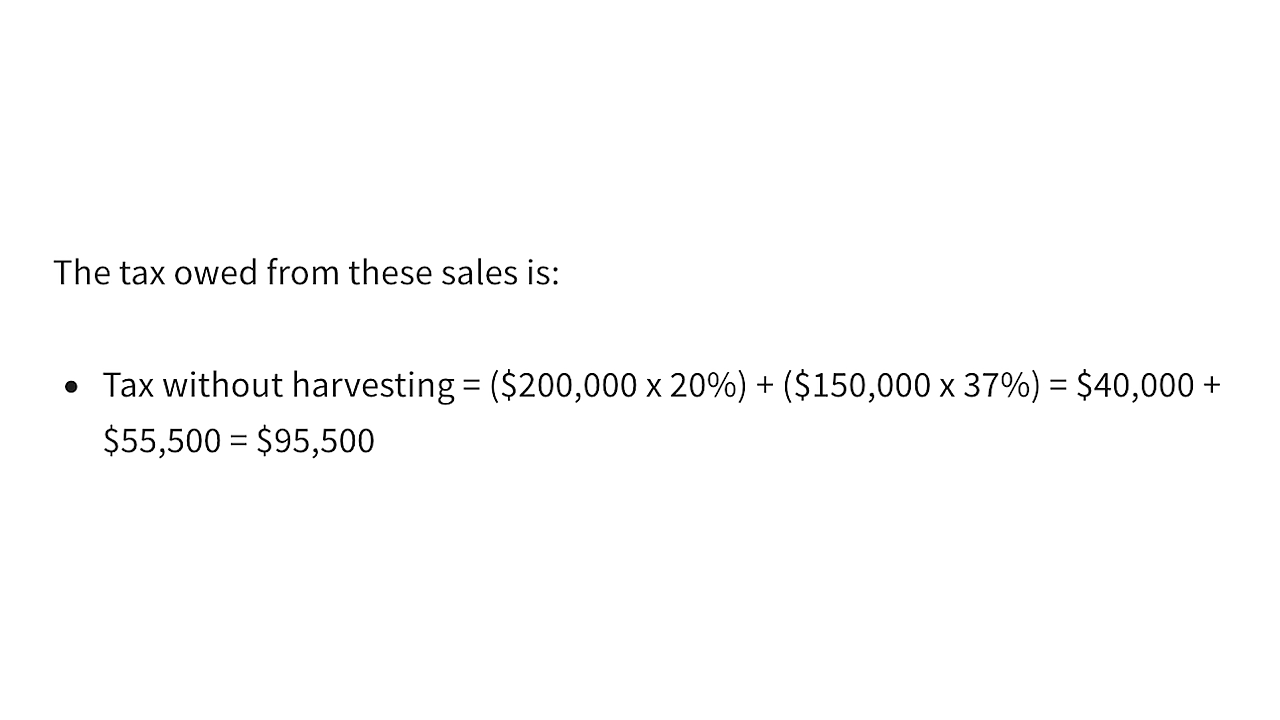 The tax owed from these sales is:
• Tax without harvesting = ($200,000 x 20%) + ($150,000 x 37%) = $40,000 +
$55,500 = $95,500